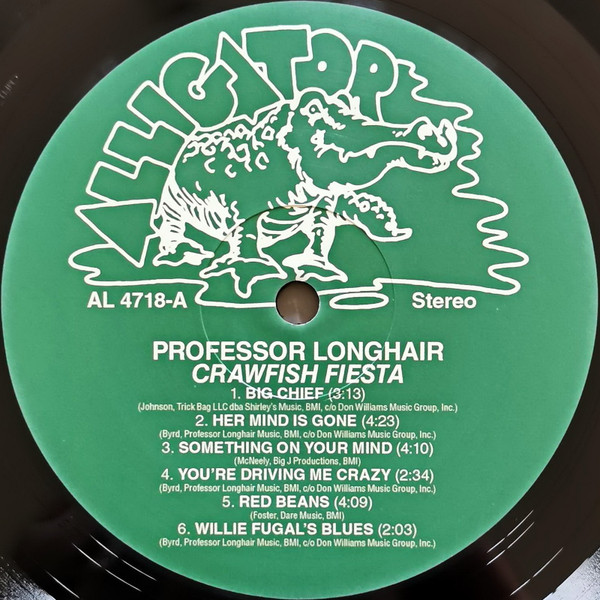 ALLIGATOR
AL 4718-A
Stereo
PROFESSOR LONGHAIR
CRAWFISH FIESTA
1. BIG CHIEF (3:13)
(Johnson, Trick Bag LLC dba Shirley's Music, BMI, c/o Don Williams Music Group, Inc.)
2. HER MIND IS GONE (4:23)
(Byrd, Professor Longhair Music, BMI, c/o Don Williams Music Group, Inc.)
3. SOMETHING ON YOUR MIND (4:10)
(McNeely, Big J Productions, BMI)
4. YOU'RE DRIVING ME CRAZY (2:34)
(Byrd, Professor Longhair Music, BMI, c/o Don Williams Music Group, Inc.)
5. RED BEANS (4:09)
(Foster, Dare Music, BMI)
6. WILLIE FUGAL'S BLUES (2:03)
(Byrd, Professor Longhair Music, BMI, c/o Don Williams Music Group, Inc.)